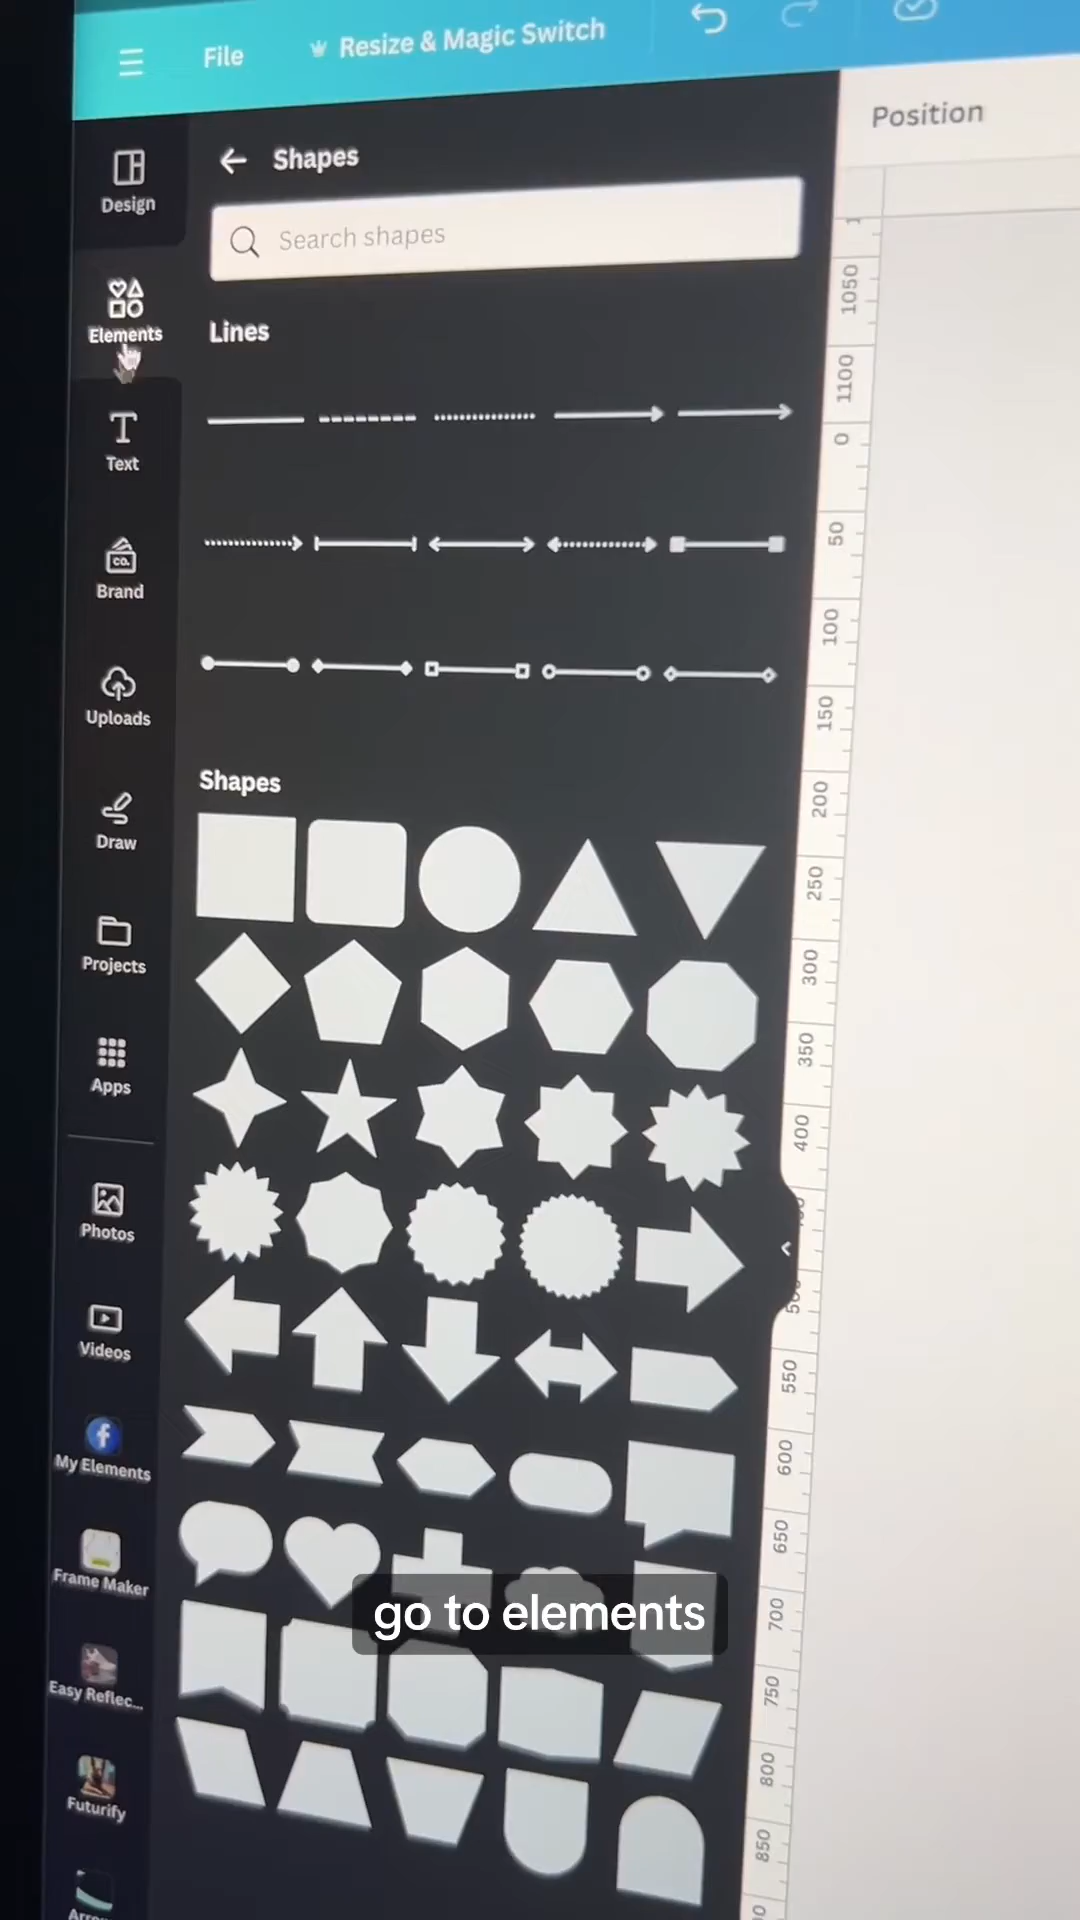 File
Resize & Magic Switch
Position
Design
Shapes
Search shapes
Elements
Lines
Text
Brand
CO.
Uploads
Shapes
Draw
Projects
Apps
Photos
Videos
My Elements
Frame Maker
Easy Reflec...
Futurify
go to elements
1050
1100
0
50
100
150
200
250
300
350
400
550
600
650
700
750
800
850